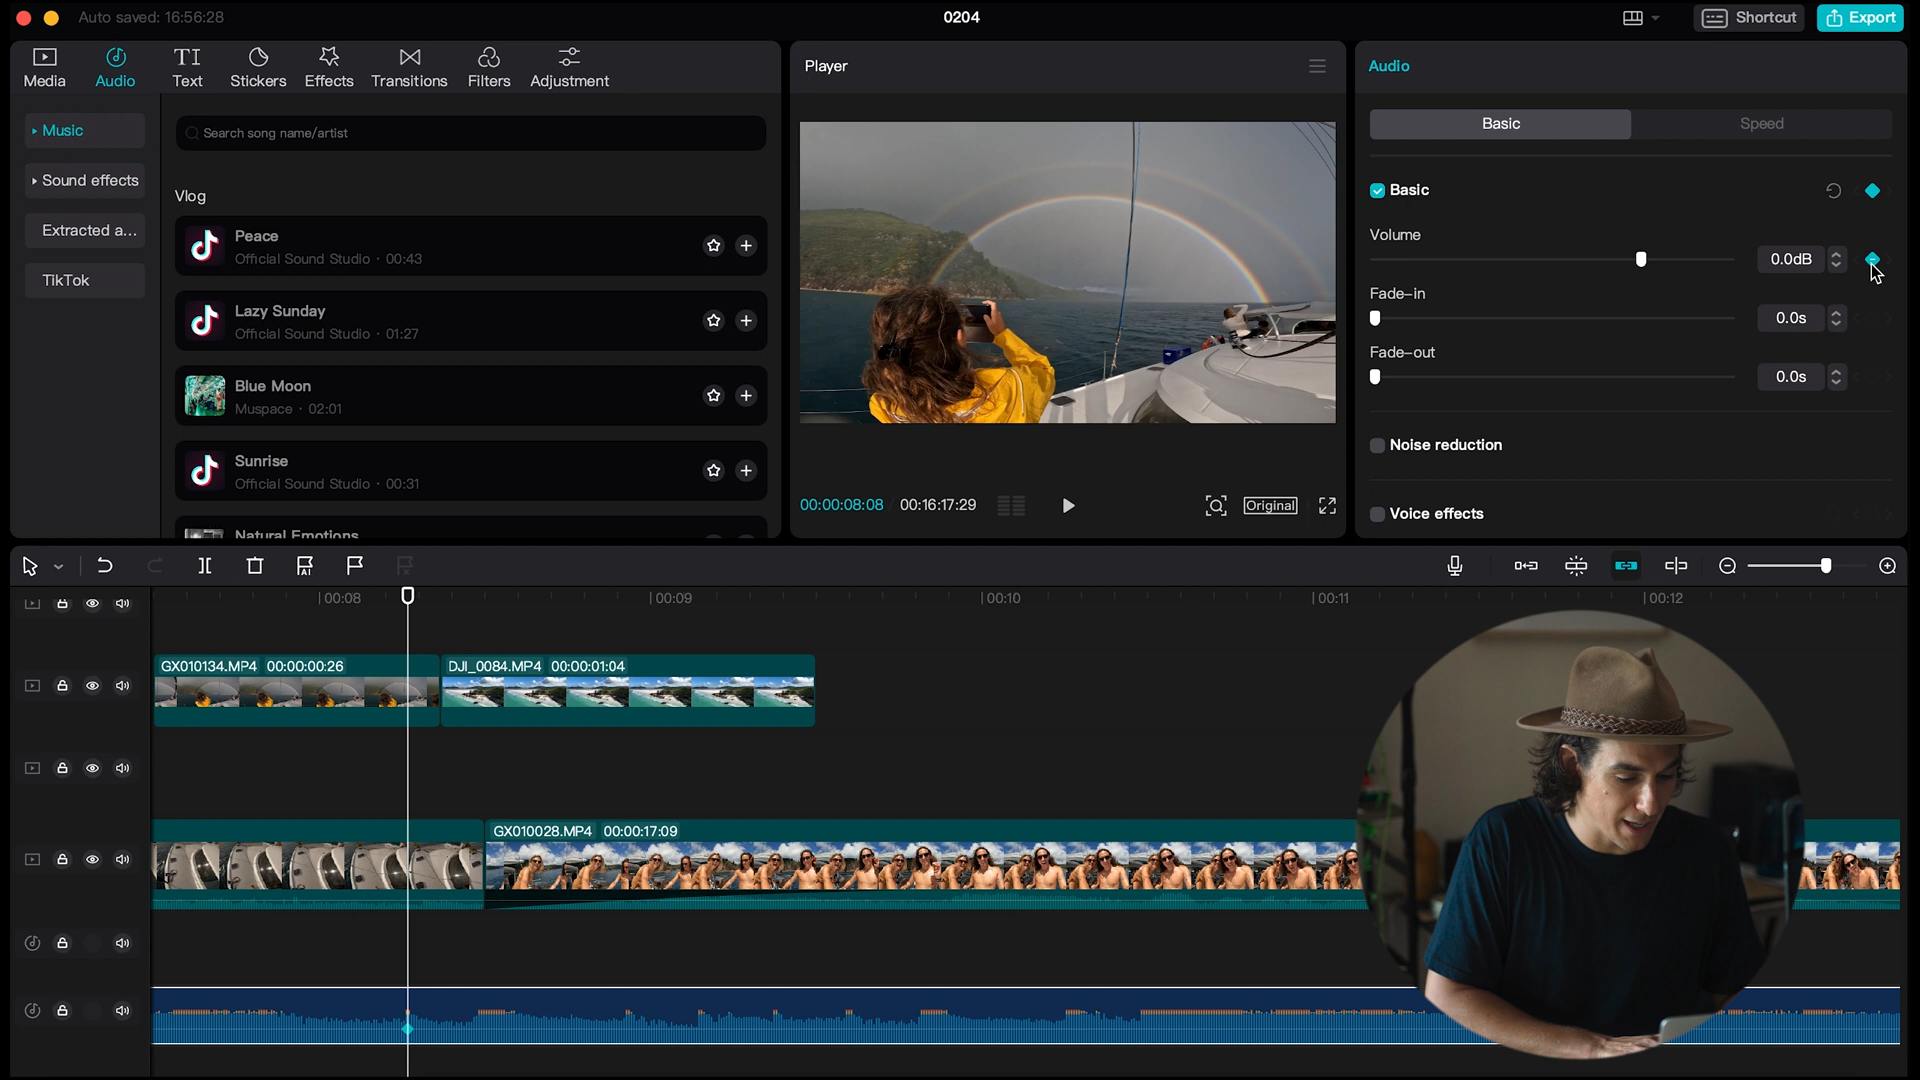 Auto saved: 16:56:28
0204
Shortcut
Export
Media
Audio
Text
Stickers
Effects
Transitions
Filters
Adjustment
Music
Sound effects
Extracted a...
TikTok
Search song name/artist
Vlog
Peace
Official Sound Studio · 00:43
Lazy Sunday
Official Sound Studio · 01:27
Blue Moon
Muspace · 02:01
Sunrise
Official Sound Studio · 00:31
Natural Emotions
Player
00:00:08:08
00:16:17:29
Original
Audio
Basic
Speed
Basic
Volume
0.0dB
Fade-in
0.0s
Fade-out
0.0s
Noise reduction
Voice effects
AI
00:08
00:09
00:10
00:11
00:12
GX010134.MP4 00:00:00:26
DJI_0084.MP4 00:00:01:04
GX010028.MP4 00:00:17:09